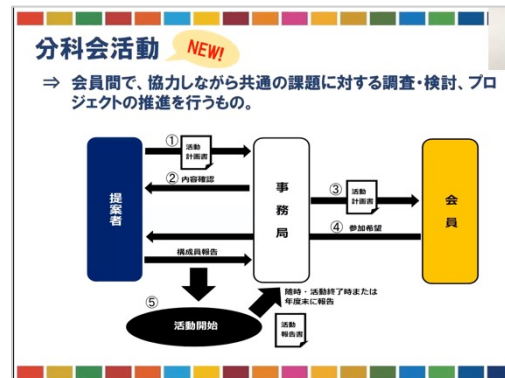 分科会活動
NEW!
⇒ 会員間で、協力しながら共通の課題に対する調査・検討、プロ
ジェクトの推進を行うもの。
①
活動
計画書
② 内容確認
提案者
事務局
③
活動
計画書
④ 参加希望
会員
構成員報告
⑤
活動開始
随時・活動終了時または
年度末に報告
活動
報告書